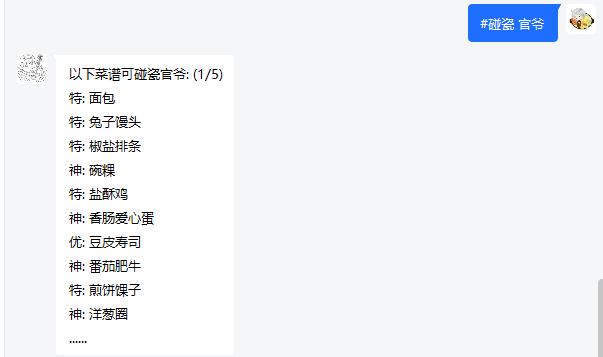 #碰瓷 官爷
以下菜谱可碰瓷官爷: (1/5)
特: 面包
特: 兔子馒头
特: 椒盐排条
神: 碗粿
特: 盐酥鸡
神: 香肠爱心蛋
优: 豆皮寿司
神: 番茄肥牛
特: 煎饼馃子
神: 洋葱圈
......